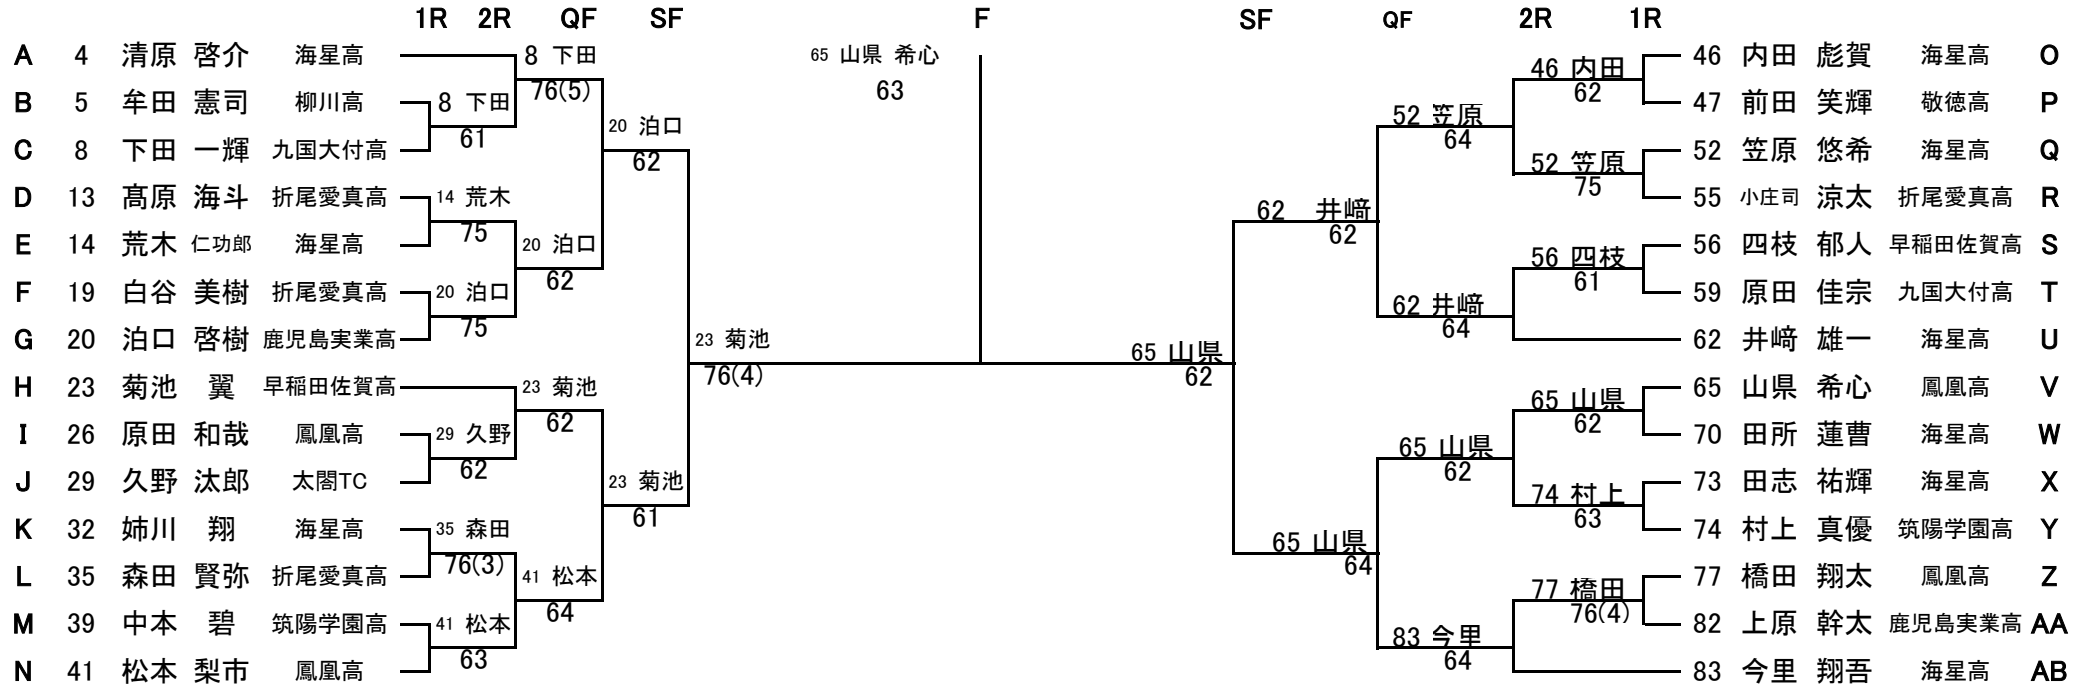 1R 2R QF SF F SF QF 2R 1R
A 4 清原 啓介 海星高 8 下田 65 山県 希心 46 内田 46 内田 彪賀 海星高 O
76(5) 63 62
B 5 牟田 憲司 柳川高 8 下田 20 泊口 52 笠原 47 前田 笑輝 敬徳高 P
61 64
C 8 下田 一輝 九国大付高 62 52 笠原 52 笠原 悠希 海星高 Q
75
D 13 髙原 海斗 折尾愛真高 14 荒木 62 井﨑 55 小庄司 涼太 折尾愛真高 R
75 62
E 14 荒木 仁功郎 海星高 20 泊口 56 四枝 56 四枝 郁人 早稲田佐賀高 S
62 61
F 19 白谷 美樹 折尾愛真高 20 泊口 62 井﨑 59 原田 佳宗 九国大付高 T
75 64
G 20 泊口 啓樹 鹿児島実業高 23 菊池 65 山県 62 井﨑 雄一 海星高 U
76(4) 62
H 23 菊池 翼 早稲田佐賀高 23 菊池 65 山県 65 山県 希心 鳳凰高 V
62 62
I 26 原田 和哉 鳳凰高 29 久野 65 山県 70 田所 蓮曹 海星高 W
62 62
J 29 久野 汰郎 太閤TC 23 菊池 74 村上 73 田志 祐輝 海星高 X
61 63
K 32 姉川 翔 海星高 35 森田 65 山県 74 村上 真優 筑陽学園高 Y
76(3) 64
L 35 森田 賢弥 折尾愛真高 41 松本 77 橋田 77 橋田 翔太 鳳凰高 Z
64 76(4)
M 39 中本 碧 筑陽学園高 41 松本 83 今里 82 上原 幹太 鹿児島実業高 AA
63 64
N 41 松本 梨市 鳳凰高 83 今里 翔吾 海星高 AB